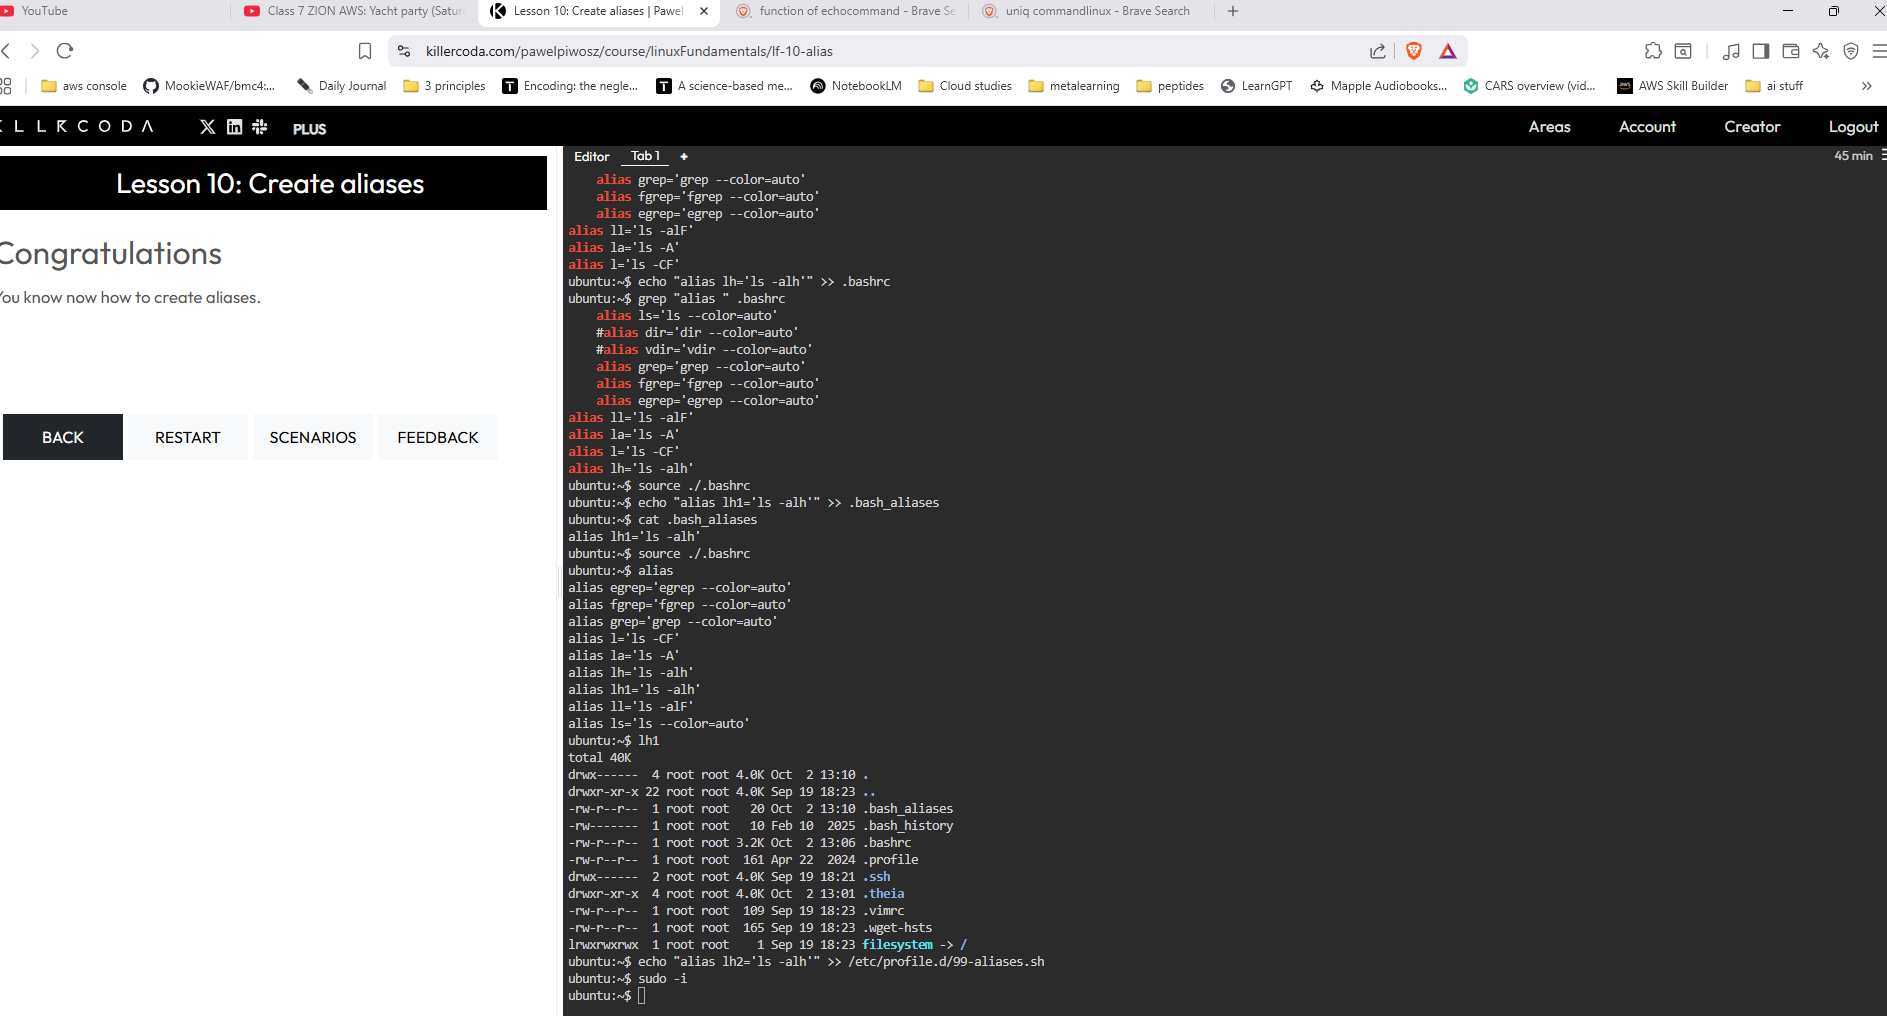 YouTube
Class 7 ZION AWS: Yacht party (Satur
Lesson 10: Create aliases | Pawel
function of echocommand - Brave Se
uniq commandlinux - Brave Search
killercoda.com/pawelpiwosz/course/linuxFundamentals/lf-10-alias
aws console
MookieWAF/bmc4:...
Daily Journal
3 principles
Encoding: the negle...
A science-based me...
NotebookLM
Cloud studies
metalearning
peptides
LearnGPT
Mapple Audiobooks...
CARS overview (vid...
AWS Skill Builder
ai stuff
PLUS
Areas
Account
Creator
Logout
Editor
Tab 1
45 min
Lesson 10: Create aliases
Congratulations
You know now how to create aliases.
BACK
RESTART
SCENARIOS
FEEDBACK
    alias grep='grep --color=auto'
    alias fgrep='fgrep --color=auto'
    alias egrep='egrep --color=auto'
alias ll='ls -alF'
alias la='ls -A'
alias l='ls -CF'
ubuntu:~$ echo "alias lh='ls -alh'" >> .bashrc
ubuntu:~$ grep "alias " .bashrc
    alias ls='ls --color=auto'
    #alias dir='dir --color=auto'
    #alias vdir='vdir --color=auto'
    alias grep='grep --color=auto'
    alias fgrep='fgrep --color=auto'
    alias egrep='egrep --color=auto'
alias ll='ls -alF'
alias la='ls -A'
alias l='ls -CF'
alias lh='ls -alh'
ubuntu:~$ source ./.bashrc
ubuntu:~$ echo "alias lh1='ls -alh'" >> .bash_aliases
ubuntu:~$ cat .bash_aliases
alias lh1='ls -alh'
ubuntu:~$ source ./.bashrc
ubuntu:~$ alias
alias egrep='egrep --color=auto'
alias fgrep='fgrep --color=auto'
alias grep='grep --color=auto'
alias l='ls -CF'
alias la='ls -A'
alias lh='ls -alh'
alias lh1='ls -alh'
alias ll='ls -alF'
alias ls='ls --color=auto'
ubuntu:~$ lh1
total 40K
drwx------  4 root root 4.0K Oct  2 13:10 .
drwxr-xr-x 22 root root 4.0K Sep 19 18:23 ..
-rw-r--r--  1 root root   20 Oct  2 13:10 .bash_aliases
-rw-------  1 root root   10 Feb 10  2025 .bash_history
-rw-r--r--  1 root root 3.2K Oct  2 13:06 .bashrc
-rw-r--r--  1 root root  161 Apr 22  2024 .profile
drwx------  2 root root 4.0K Sep 19 18:21 .ssh
drwxr-xr-x  4 root root 4.0K Oct  2 13:01 .theia
-rw-r--r--  1 root root  109 Sep 19 18:23 .vimrc
-rw-r--r--  1 root root  165 Sep 19 18:23 .wget-hsts
lrwxrwxrwx  1 root root    1 Sep 19 18:23 filesystem -> /
ubuntu:~$ echo "alias lh2='ls -alh'" >> /etc/profile.d/99-aliases.sh
ubuntu:~$ sudo -i
ubuntu:~$